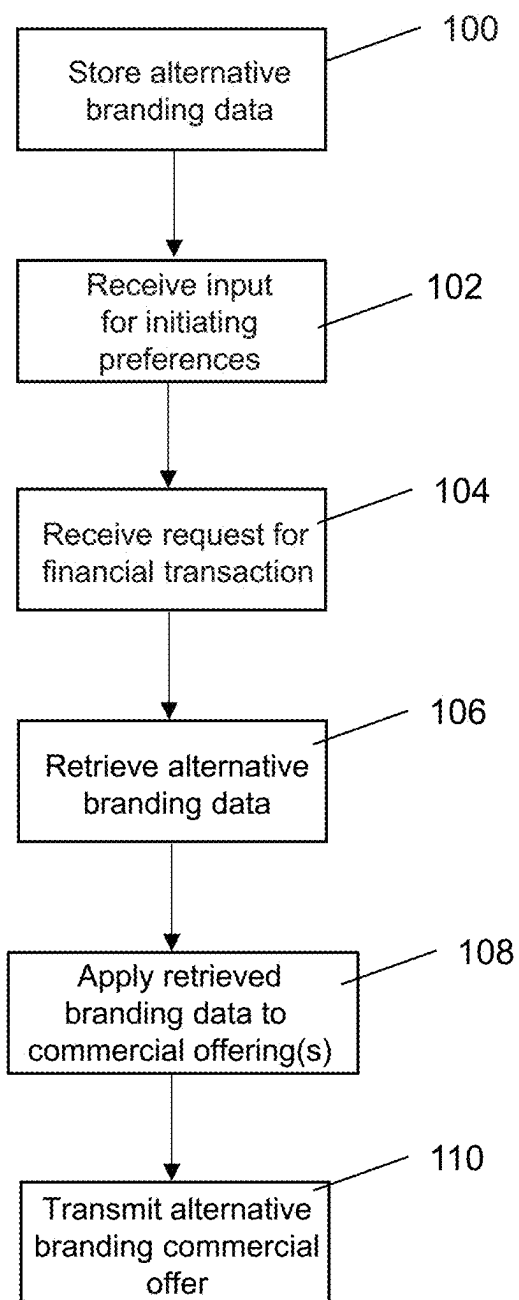 100
Store alternative
branding data
102
Receive input
for initiating
preferences
104
Receive request for
financial transaction
106
Retrieve alternative
branding data
108
Apply retrieved
branding data to
commercial offering(s)
110
Transmit alternative
branding commercial
offer